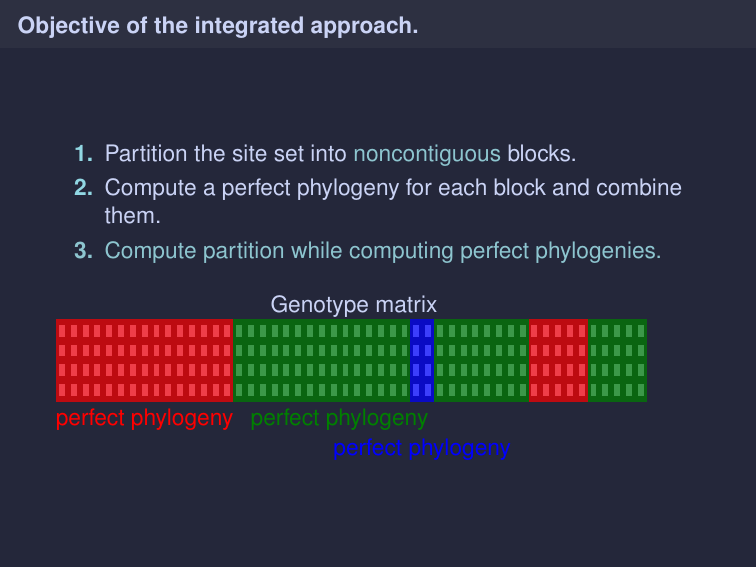 Objective of the integrated approach.
1. Partition the site set into noncontiguous blocks.
2. Compute a perfect phylogeny for each block and combine
them.
3. Compute partition while computing perfect phylogenies.
Genotype matrix
perfect phylogeny perfect phylogeny
perfect phylogeny